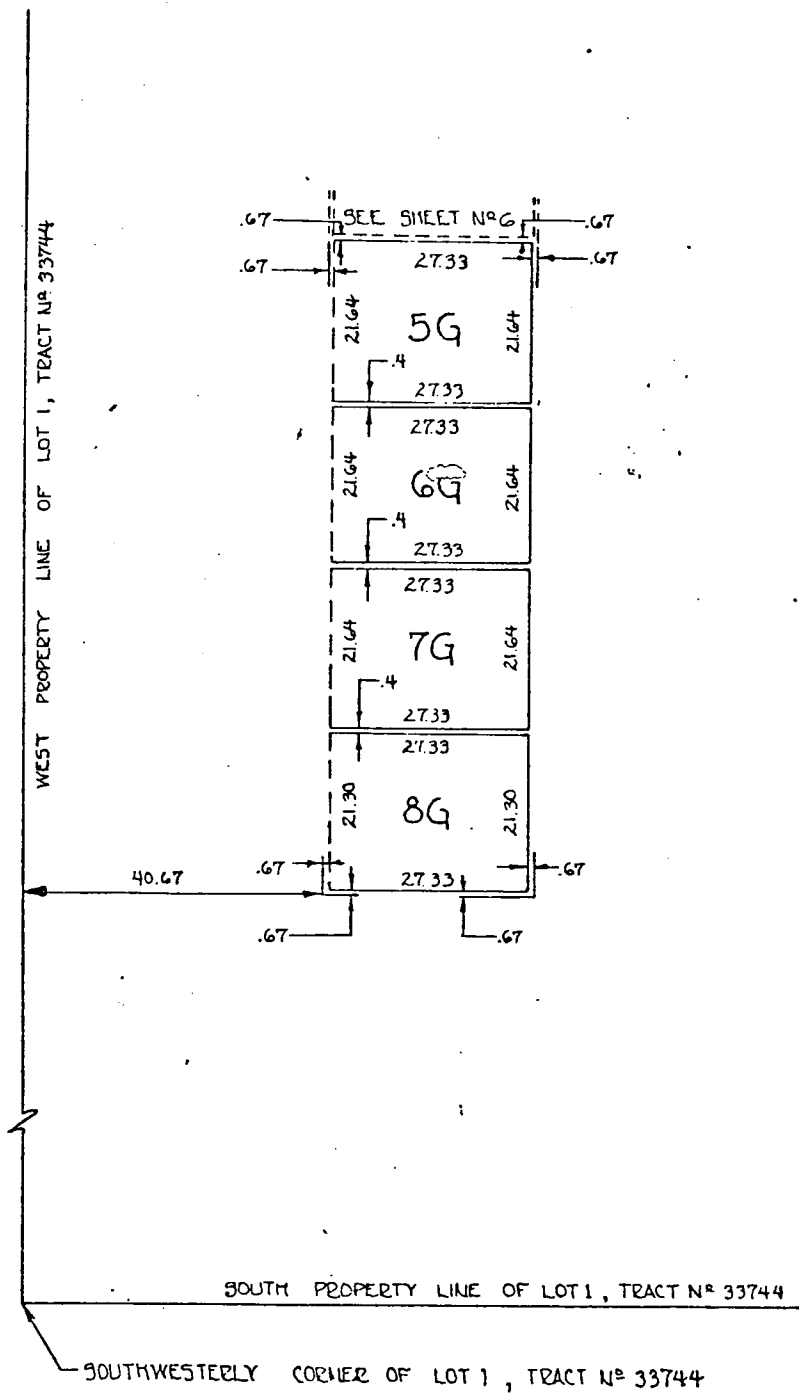 WEST PROPERTY LINE OF LOT 1, TRACT Nº 33744
.67 SEE SHEET Nº 6 .67
.67 27.33 .67
21.64 5G 21.64
.4
27.33
27.33
21.64 6G 21.64
.4
27.33
27.33
21.64 7G 21.64
.4
27.33
27.33
21.30 8G 21.30
40.67 .67 27.33 .67
.67 .67
SOUTH PROPERTY LINE OF LOT 1, TRACT Nº 33744
SOUTHWESTERLY CORNER OF LOT 1, TRACT Nº 33744